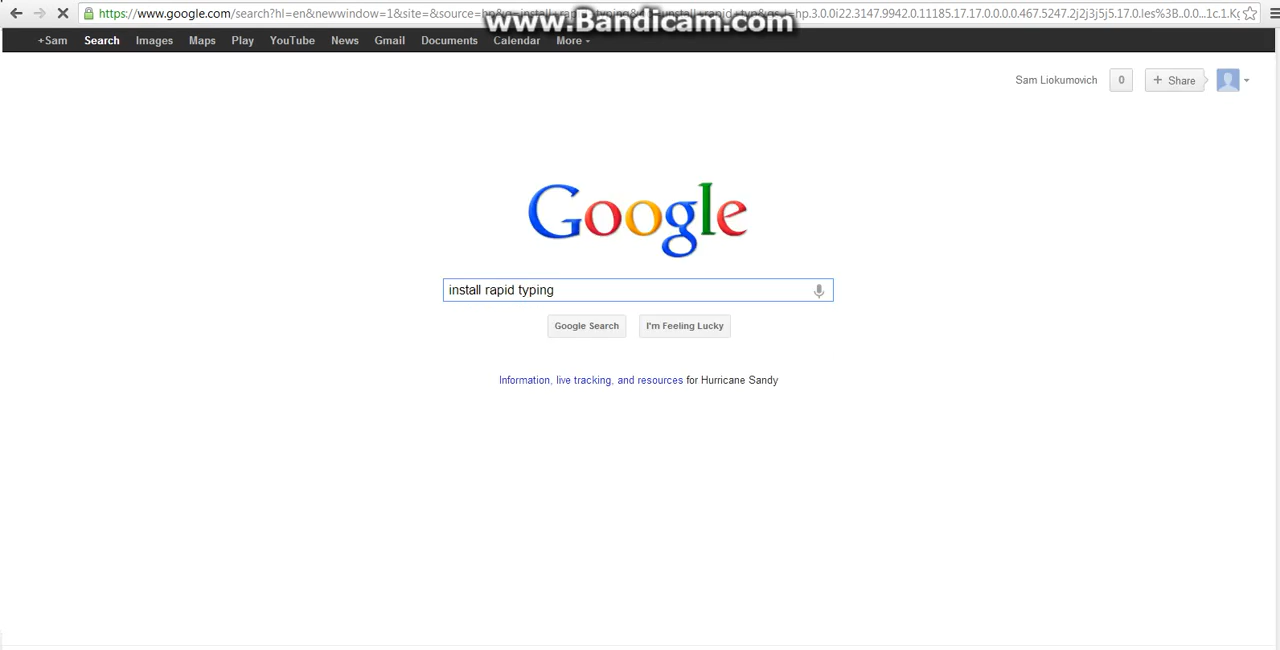 www.Bandicam.com
https://www.google.com/search?hl=en&newwindow=1&site=&source=hp
+Sam Search Images Maps Play YouTube News Gmail Documents Calendar More
Sam Liokumovich 0 + Share
Google
install rapid typing
Google Search I'm Feeling Lucky
Information, live tracking, and resources for Hurricane Sandy